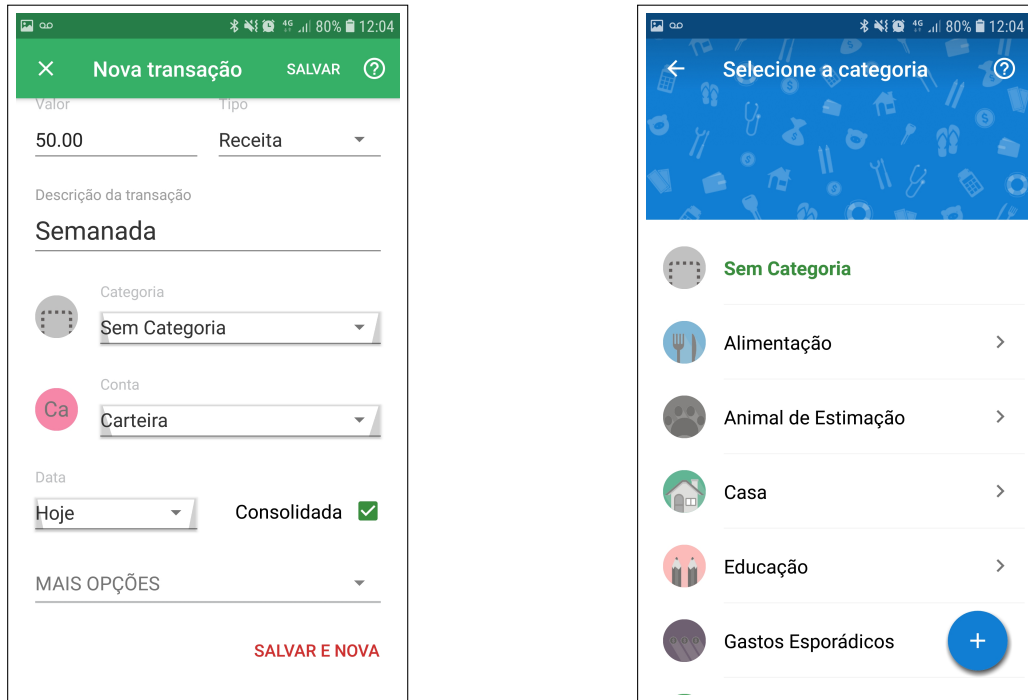 4G 80% 12:04
Nova transação SALVAR
Valor Tipo
50.00 Receita
Descrição da transação
Semanada
Categoria
Sem Categoria
Ca
Conta
Carteira
Data
Hoje Consolidada
MAIS OPÇÕES
SALVAR E NOVA
4G 80% 12:04
Selecione a categoria
Sem Categoria
Alimentação
Animal de Estimação
Casa
Educação
Gastos Esporádicos